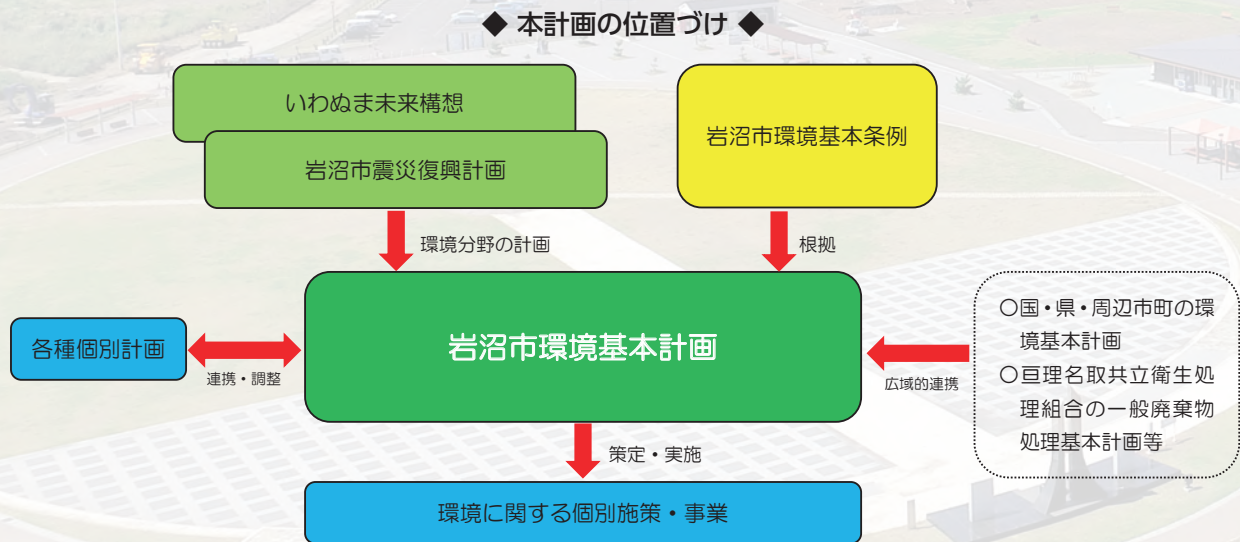 ◆ 本計画の位置づけ ◆
いわぬま未来構想
岩沼市震災復興計画
岩沼市環境基本条例
環境分野の計画
根拠
各種個別計画
連携・調整
岩沼市環境基本計画
広域的連携
○国・県・周辺市町の環
境基本計画
○亘理名取共立衛生処
理組合の一般廃棄物
処理基本計画等
策定・実施
環境に関する個別施策・事業